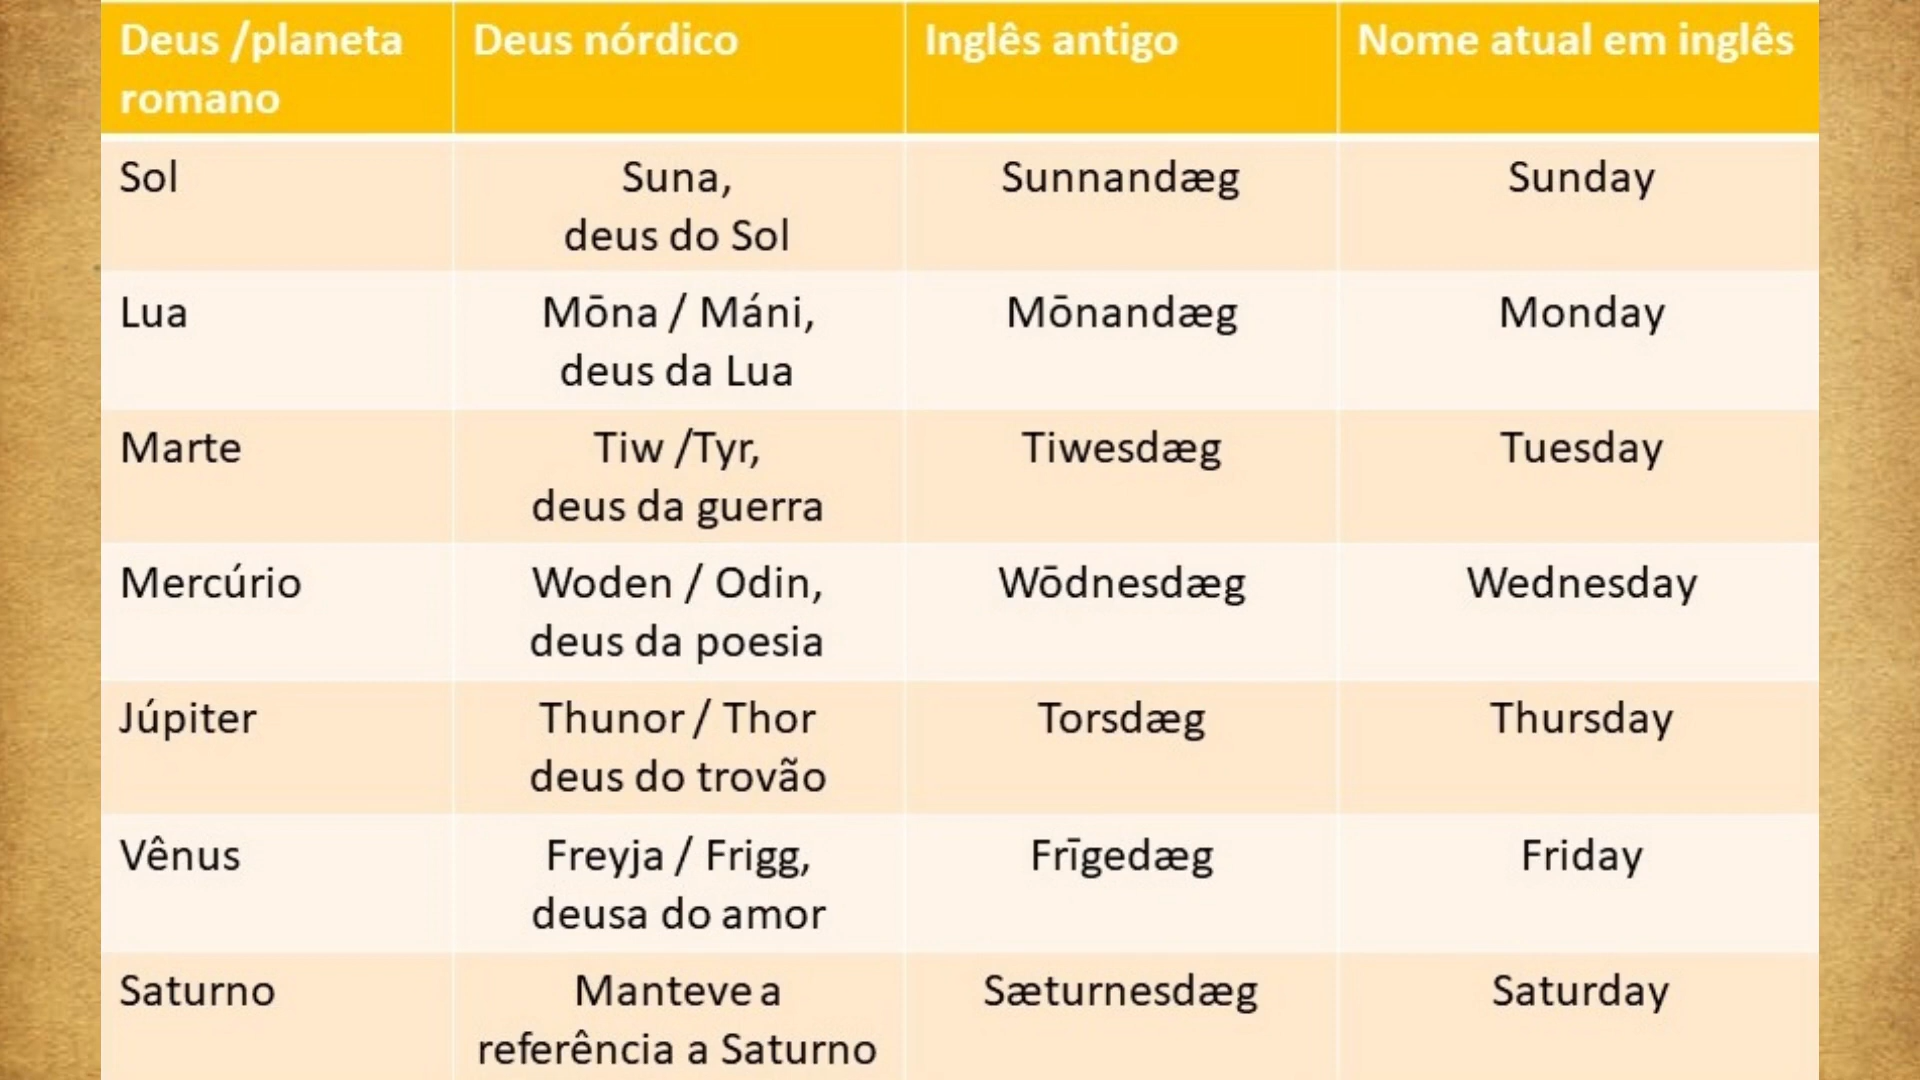 Deus /planeta romano	Deus nórdico	Inglês antigo	Nome atual em inglês
Sol	Suna,	Sunnandæg	Sunday
deus do Sol
Lua	Mōna / Máni,	Mōnandæg	Monday
deus da Lua
Marte	Tiw /Tyr,	Tiwesdæg	Tuesday
deus da guerra
Mercúrio	Woden / Odin,	Wōdnesdæg	Wednesday
deus da poesia
Júpiter	Thunor / Thor	Torsdæg	Thursday
deus do trovão
Vênus	Freyja / Frigg,	Frīgedæg	Friday
deusa do amor
Saturno	Manteve a	Sæturnesdæg	Saturday
referência a Saturno